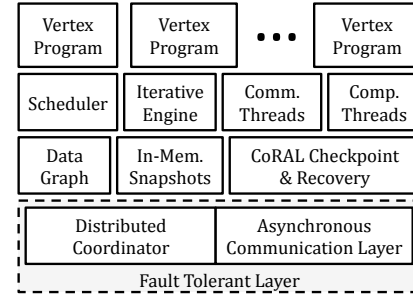 Vertex
Program
Vertex
Program
Vertex
Program
Scheduler
Iterative
Engine
Comm.
Threads
Comp.
Threads
Data
Graph
In-Mem.
Snapshots
CoRAL Checkpoint
& Recovery
Distributed
Coordinator
Asynchronous
Communication Layer
Fault Tolerant Layer